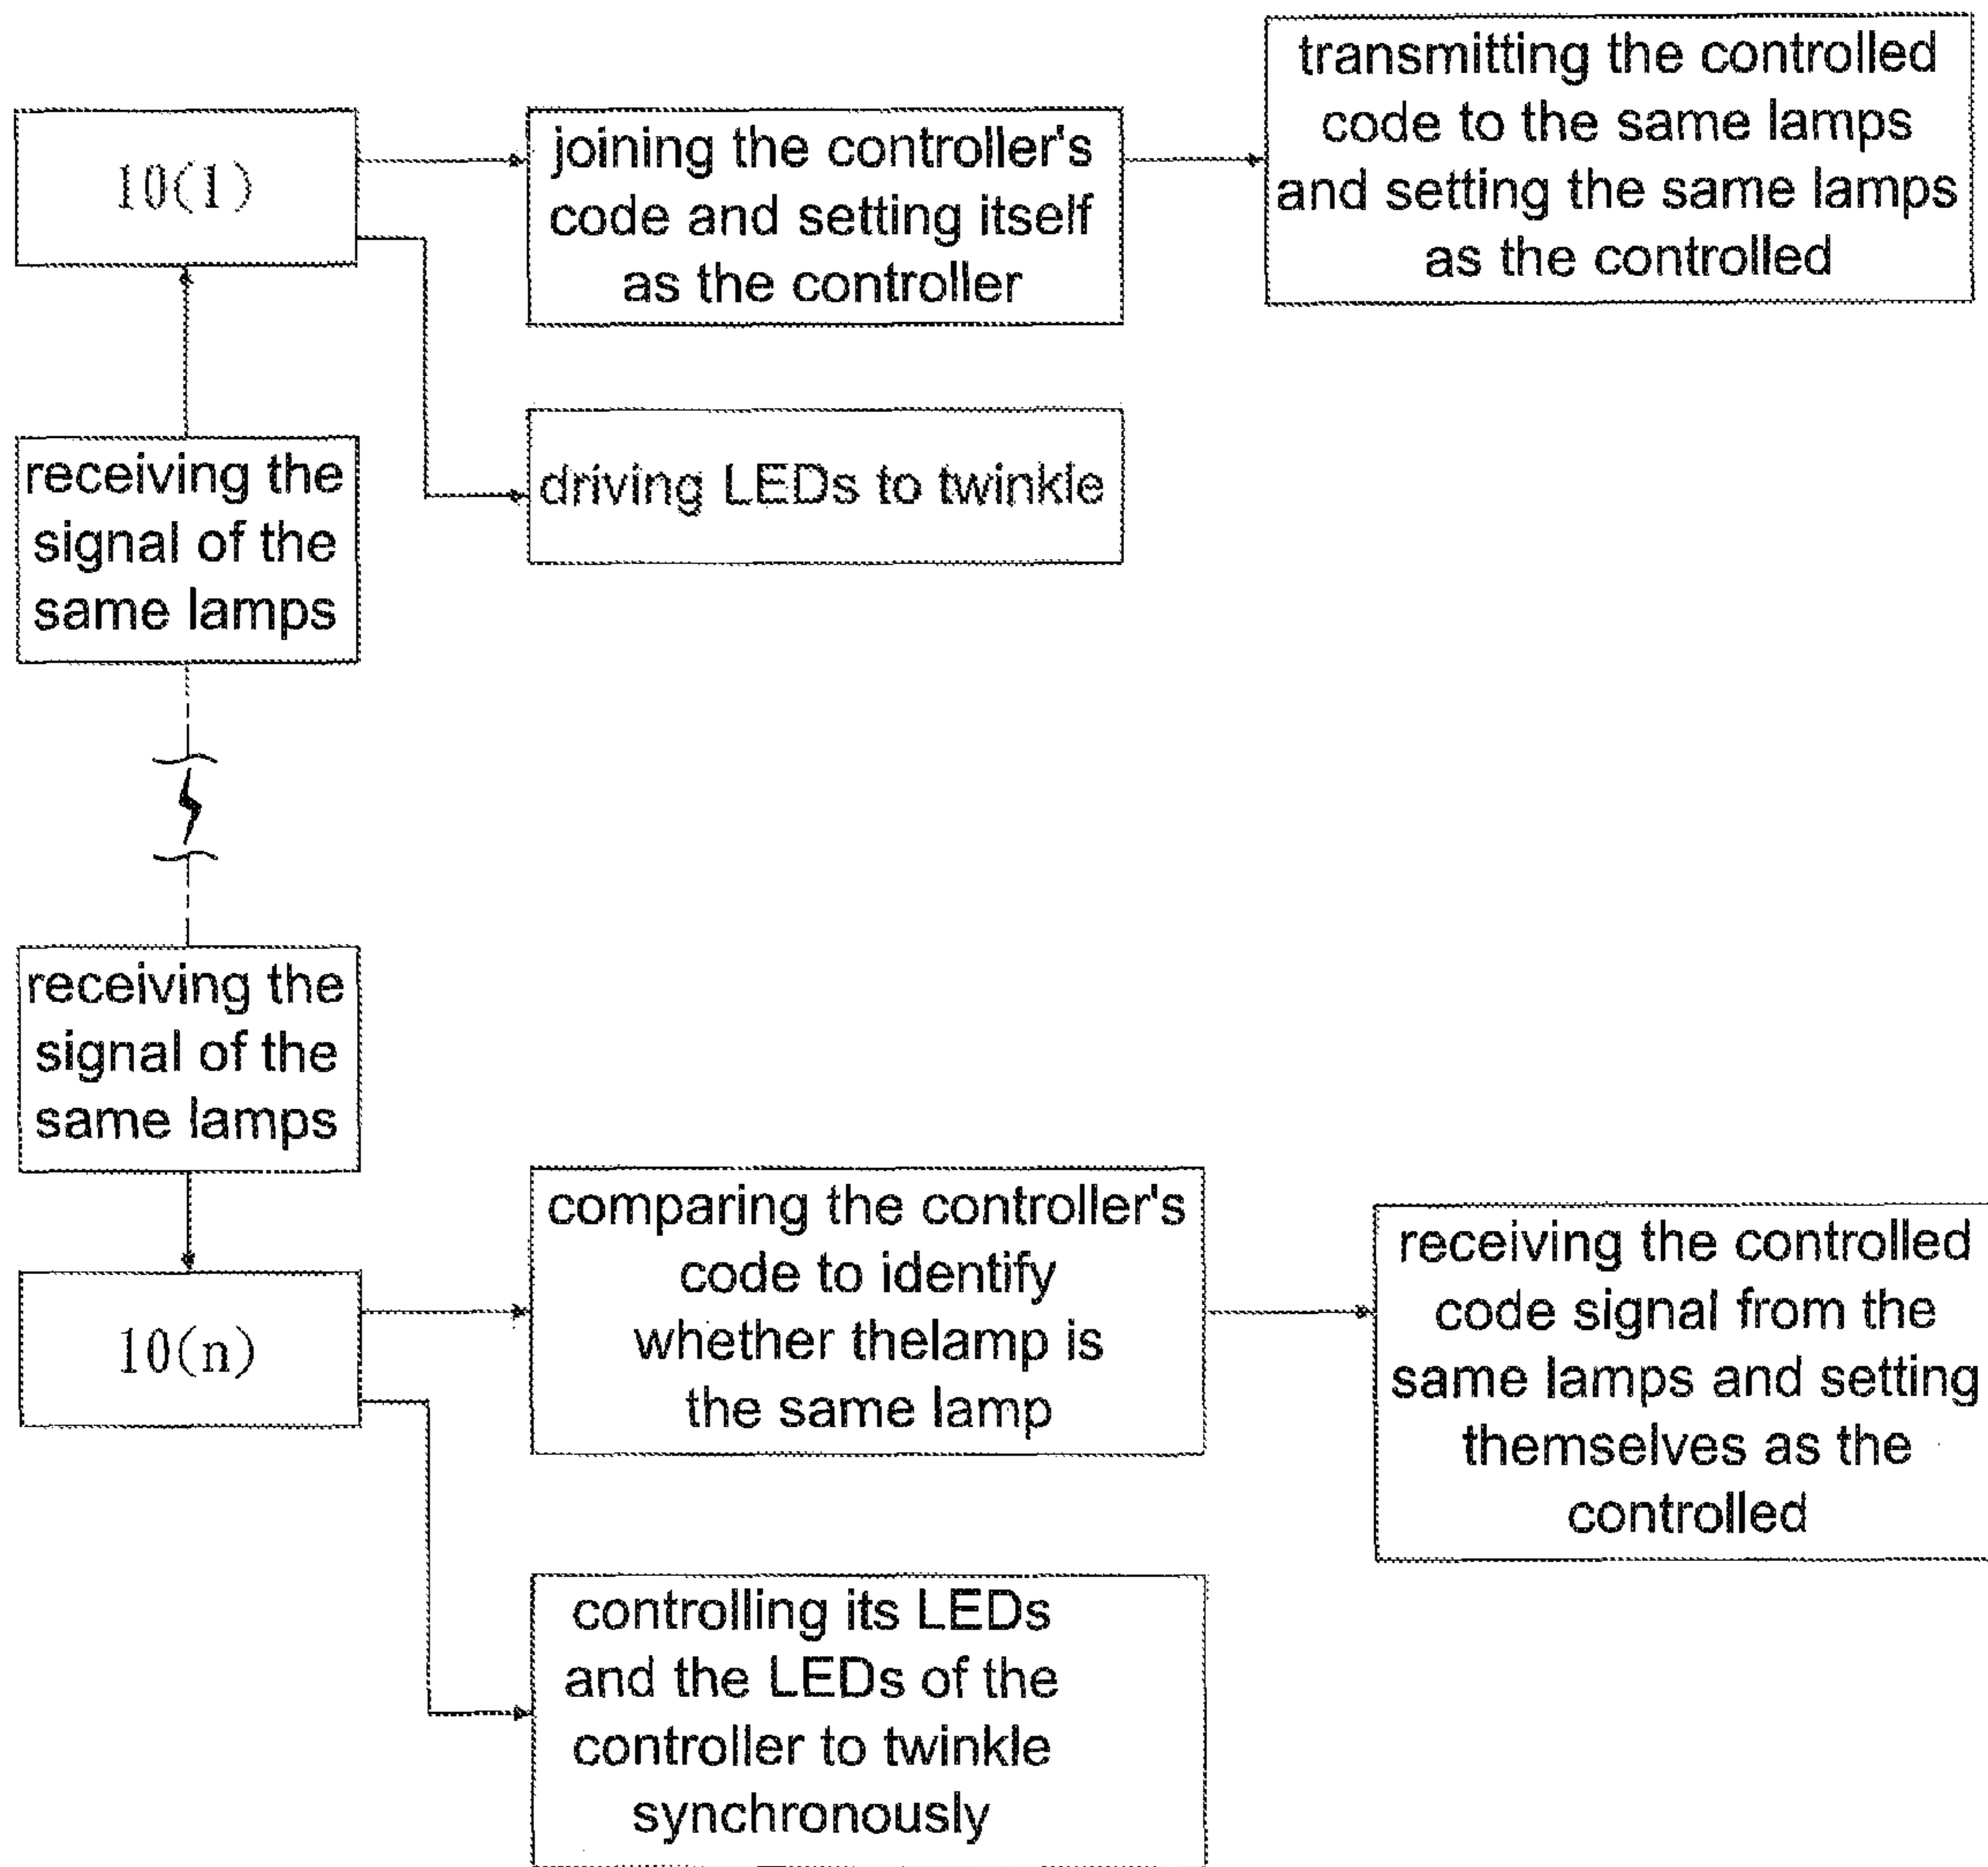 10(1)
joining the controller's
code and setting itself
as the controller
transmitting the controlled
code to the same lamps
and setting the same lamps
as the controlled
driving LEDs to twinkle
receiving the
signal of the
same lamps
receiving the
signal of the
same lamps
10(n)
comparing the controller's
code to identify
whether thelamp is
the same lamp
receiving the controlled
code signal from the
same lamps and setting
themselves as the
controlled
controlling its LEDs
and the LEDs of the
controller to twinkle
synchronously